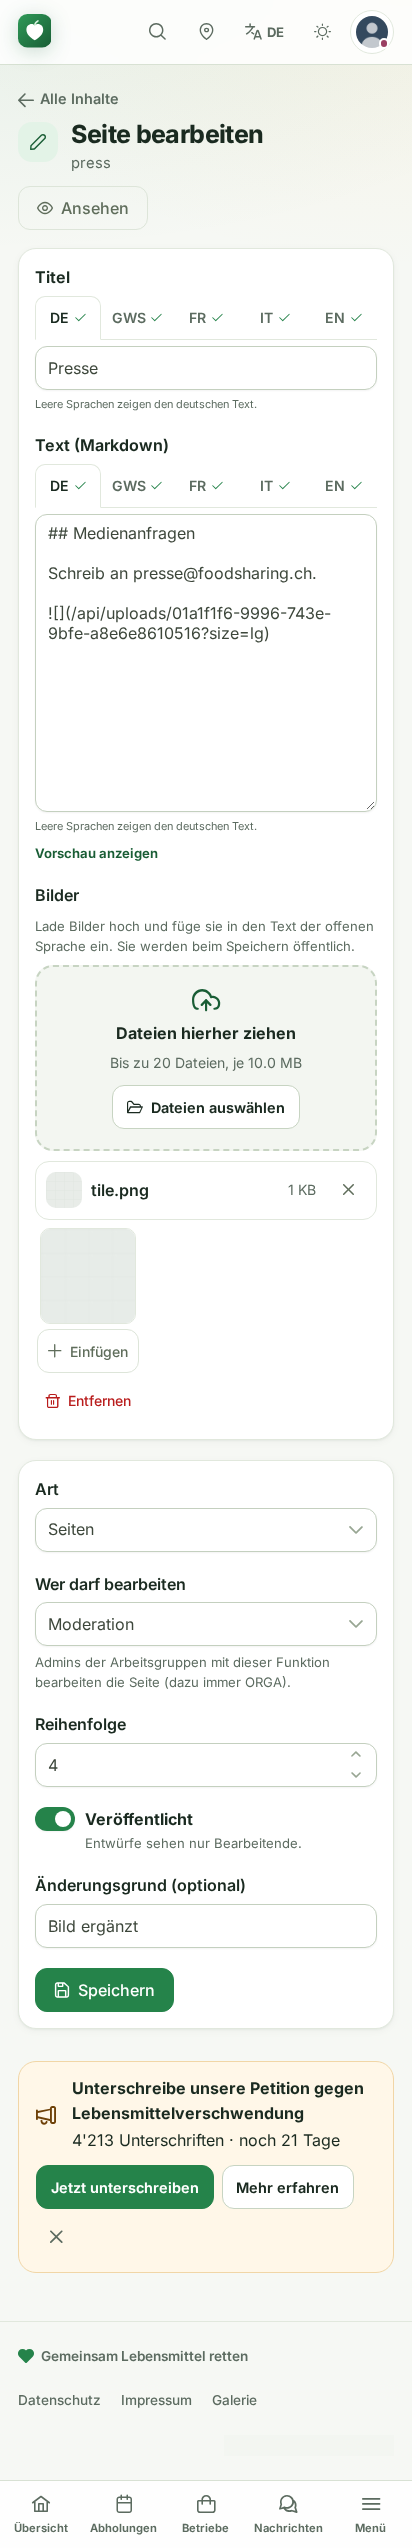 DE
Alle Inhalte
Seite bearbeiten
press
Ansehen
Titel
DE GWS FR IT EN
Presse
Leere Sprachen zeigen den deutschen Text.
Text (Markdown)
DE GWS FR IT EN
## Medienanfragen
Schreib an presse@foodsharing.ch.
![](/api/uploads/01a1f1f6-9996-743e-
9bfe-a8e6e8610516?size=lg)
Leere Sprachen zeigen den deutschen Text.
Vorschau anzeigen
Bilder
Lade Bilder hoch und füge sie in den Text der offenen
Sprache ein. Sie werden beim Speichern öffentlich.
Dateien hierher ziehen
Bis zu 20 Dateien, je 10.0 MB
Dateien auswählen
tile.png 1 KB
Einfügen
Entfernen
Art
Seiten
Wer darf bearbeiten
Moderation
Admins der Arbeitsgruppen mit dieser Funktion
bearbeiten die Seite (dazu immer ORGA).
Reihenfolge
4
Veröffentlicht
Entwürfe sehen nur Bearbeitende.
Änderungsgrund (optional)
Bild ergänzt
Speichern
Unterschreibe unsere Petition gegen
Lebensmittelverschwendung
4'213 Unterschriften · noch 21 Tage
Jetzt unterschreiben Mehr erfahren
Gemeinsam Lebensmittel retten
Datenschutz Impressum Galerie
Übersicht Abholungen Betriebe Nachrichten Menü